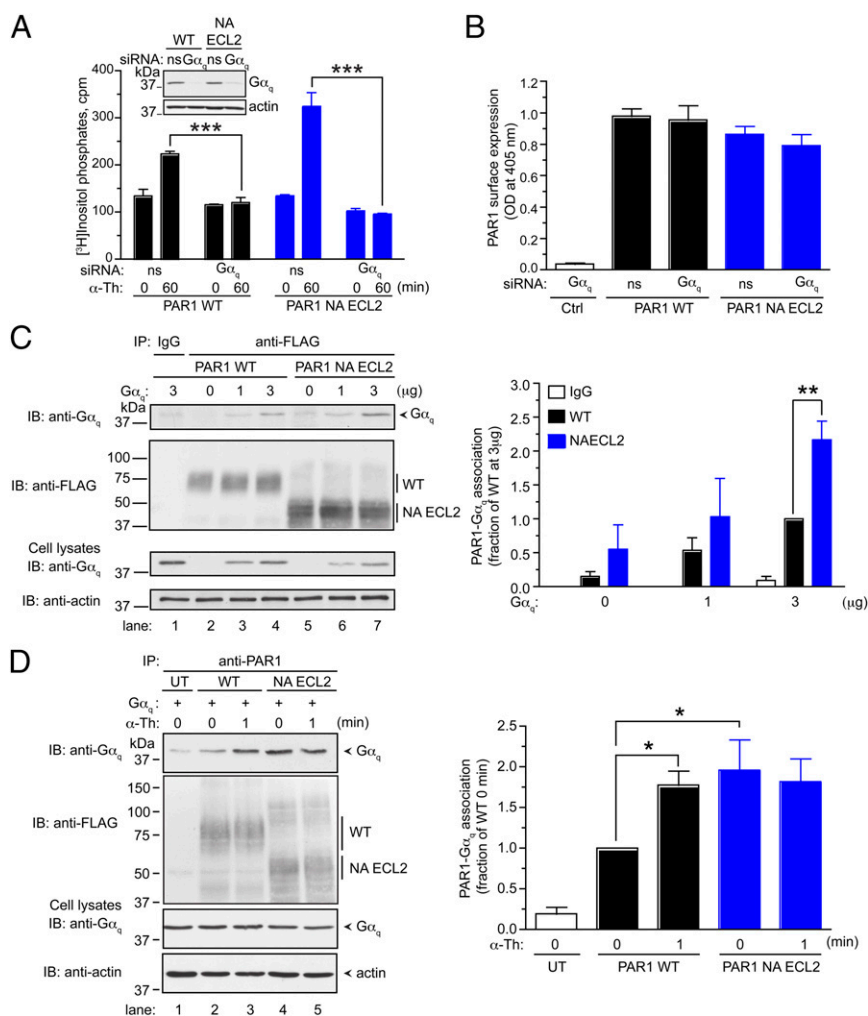 A
WT NA ECL2
siRNA: ns Gαq ns Gαq
kDa
37 Gαq
37 actin
[³H]Inositol phosphates, cpm
400
300
200
100
0
***
***
siRNA: ns Gαq ns Gαq
α-Th: 0 60 0 60 0 60 0 60 (min)
PAR1 WT PAR1 NA ECL2
B
PAR1 surface expression
(OD at 405 nm)
1.2
1.0
0.8
0.6
0.4
0.2
0.0
siRNA: Gαq ns Gαq ns Gαq
Ctrl PAR1 WT PAR1 NA ECL2
C
IP: IgG anti-FLAG
PAR1 WT PAR1 NA ECL2
Gαq: 3 0 1 3 0 1 3 (μg)
kDa
IB: anti-Gαq 37 Gαq
100
75
IB: anti-FLAG WT
50
NA ECL2
37
Cell lysates
IB: anti-Gαq
37
IB: anti-actin
37
lane: 1 2 3 4 5 6 7
PAR1-Gαq association
(fraction of WT at 3μg)
3.0
2.5
2.0
1.5
1.0
0.5
0.0
IgG
WT
NAECL2
**
Gαq: 0 1 3 (μg)
D
IP: anti-PAR1
UT WT NA ECL2
Gαq: + + + + +
α-Th: 0 0 1 0 1 (min)
kDa
IB: anti-Gαq 37 Gαq
150
100
IB: anti-FLAG 75 WT
50 NA ECL2
Cell lysates
IB: anti-Gαq Gαq
37
IB: anti-actin actin
37
lane: 1 2 3 4 5
PAR1-Gαq association
(fraction of WT 0 min)
2.5
2.0
1.5
1.0
0.5
0.0
*
*
α-Th: 0 0 1 0 1 (min)
UT PAR1 WT PAR1 NA ECL2